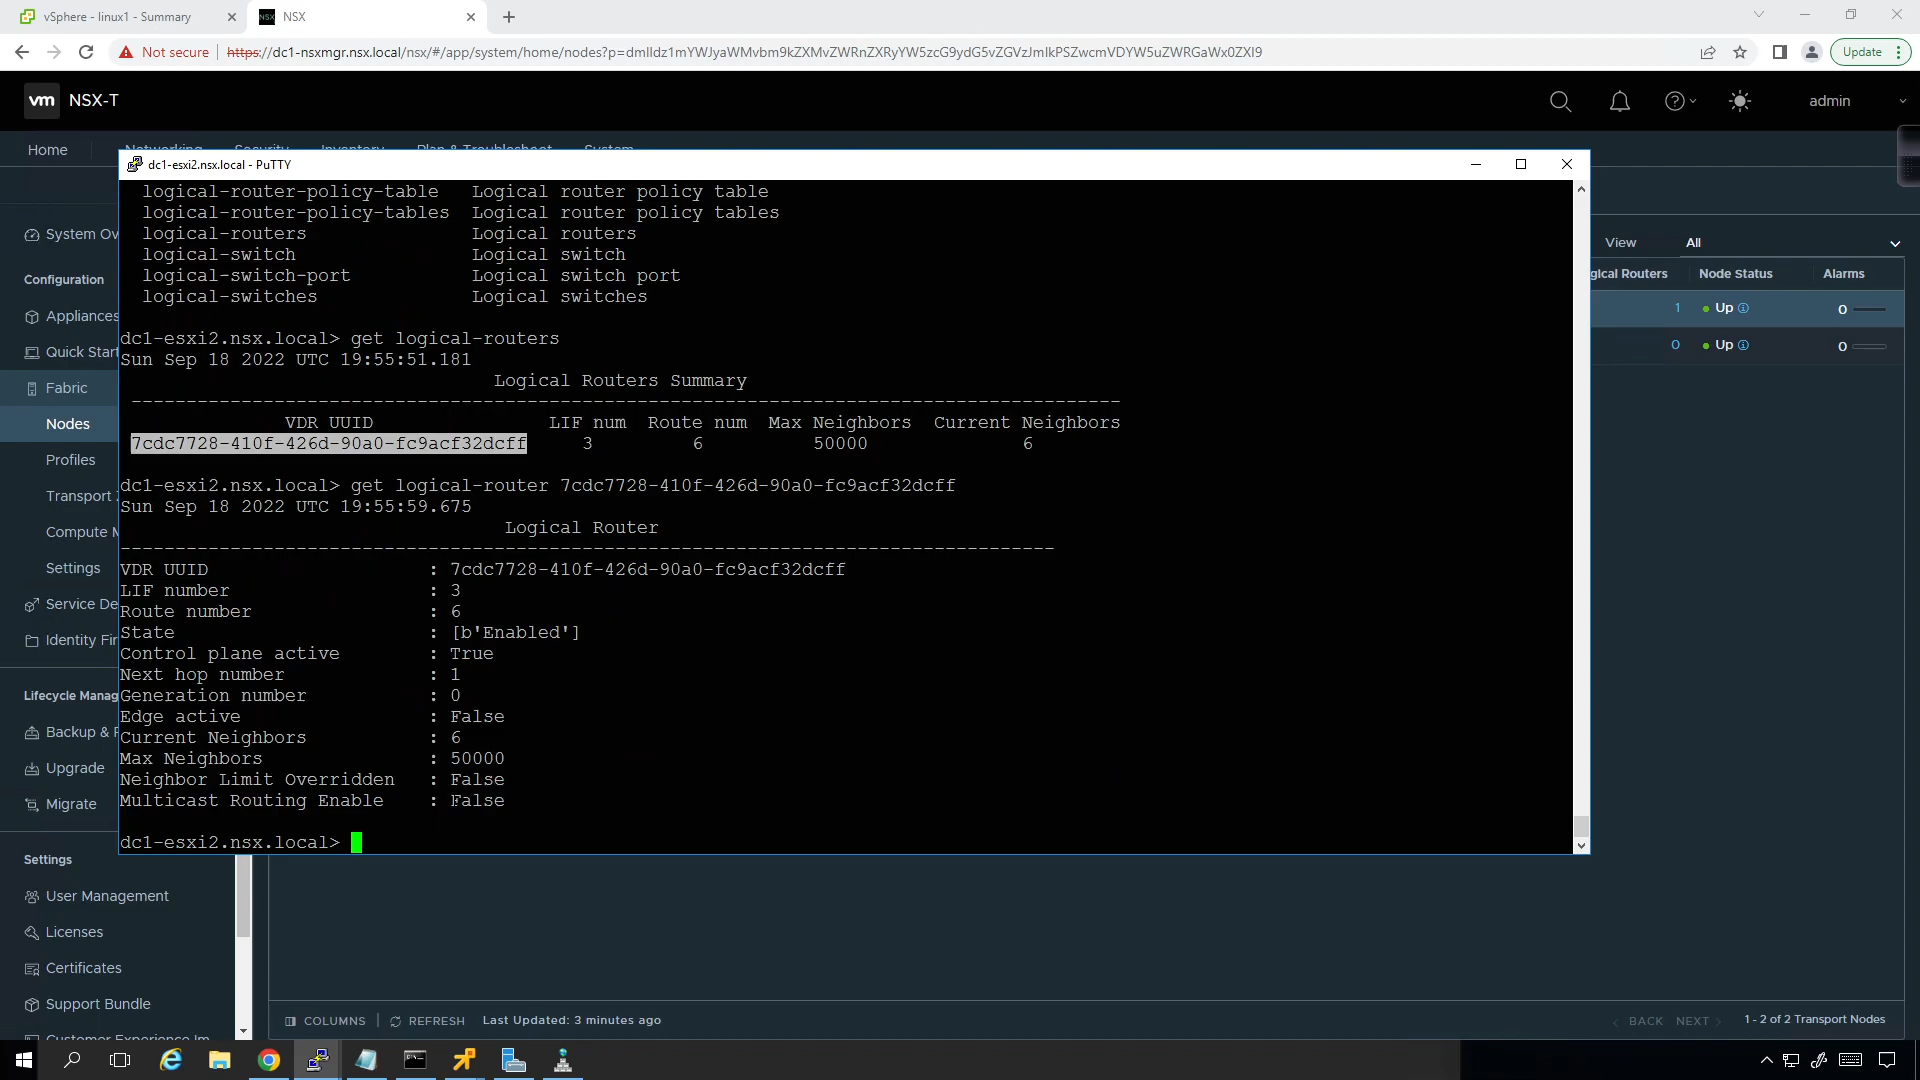 vSphere - linux1 - Summary
NSX
Not secure https://dc1-nsxmgr.nsx.local/nsx/#/app/system/home/nodes?p=
Update
vm NSX-T
admin
Home Networking Security Inventory Plan & Troubleshoot System
dc1-esxi2.nsx.local - PuTTY
logical-router-policy-table Logical router policy table
logical-router-policy-tables Logical router policy tables
logical-routers Logical routers
logical-switch Logical switch
logical-switch-port Logical switch port
logical-switches Logical switches
dc1-esxi2.nsx.local> get logical-routers
Sun Sep 18 2022 UTC 19:55:51.181
Logical Routers Summary
------------------------------------------------------------------------------------------
VDR UUID LIF num Route num Max Neighbors Current Neighbors
7cdc7728-410f-426d-90a0-fc9acf32dcff 3 6 50000 6
dc1-esxi2.nsx.local> get logical-router 7cdc7728-410f-426d-90a0-fc9acf32dcff
Sun Sep 18 2022 UTC 19:55:59.675
Logical Router
-------------------------------------------------------------------------------------
VDR UUID : 7cdc7728-410f-426d-90a0-fc9acf32dcff
LIF number : 3
Route number : 6
State : [b'Enabled']
Control plane active : True
Next hop number : 1
Generation number : 0
Edge active : False
Current Neighbors : 6
Max Neighbors : 50000
Neighbor Limit Overridden : False
Multicast Routing Enable : False
dc1-esxi2.nsx.local>
System Ov
Configuration
Appliances
Quick Start
Fabric
Nodes
Profiles
Transport
Compute M
Settings
Service De
Identity Fir
Lifecycle Manag
Backup & R
Upgrade
Migrate
Settings
User Management
Licenses
Certificates
Support Bundle
Customer Experience Im
View All
gical Routers Node Status Alarms
1 Up 0
0 Up 0
COLUMNS REFRESH Last Updated: 3 minutes ago
BACK NEXT 1 - 2 of 2 Transport Nodes